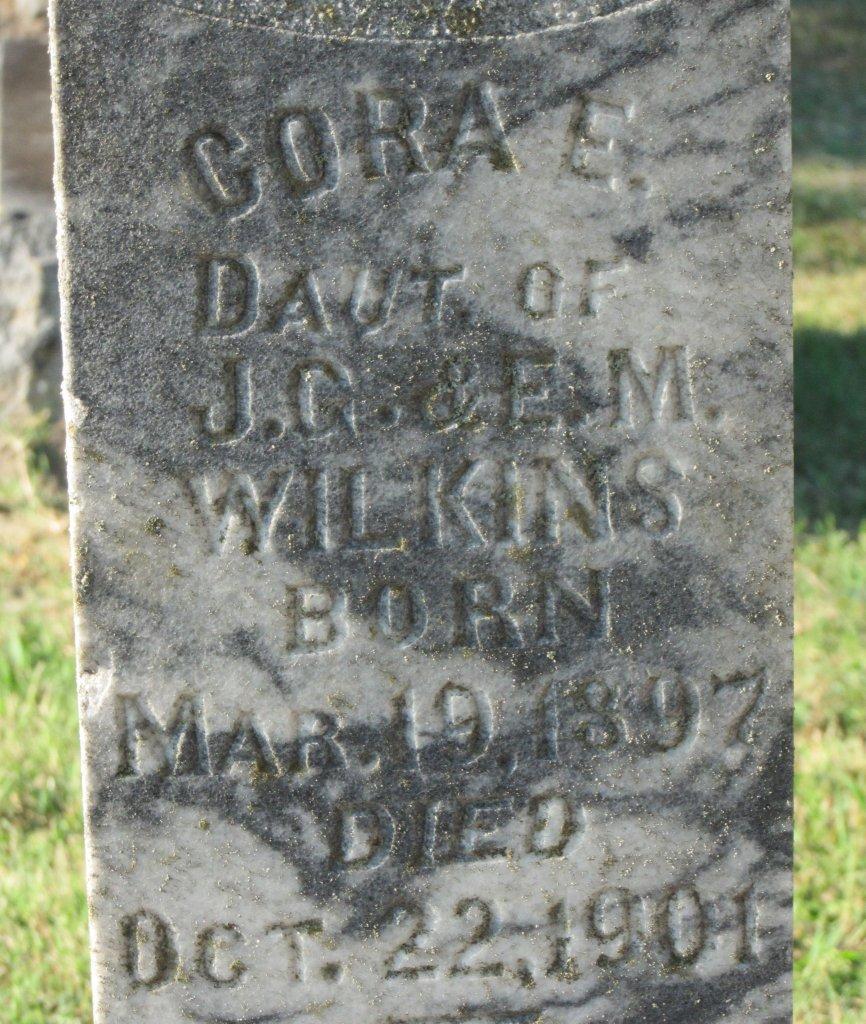 CORA E.
DAUT. OF
J.G. & E.M.
WILKINS
BORN
MAR. 19, 1897
DIED
OCT. 22, 1901